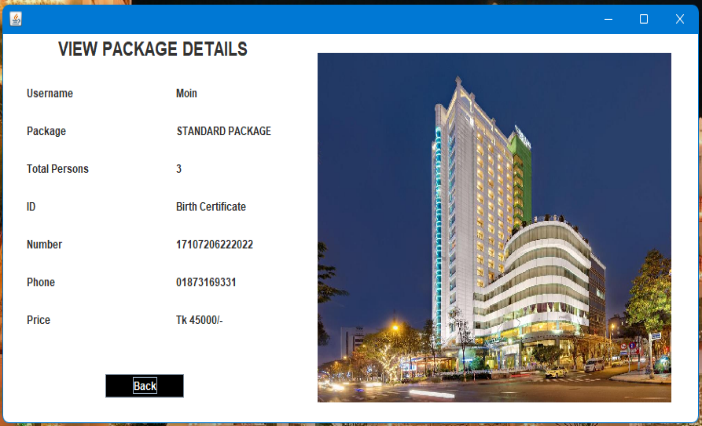 VIEW PACKAGE DETAILS
Username Moin
Package STANDARD PACKAGE
Total Persons 3
ID Birth Certificate
Number 17107206222022
Phone 01873169331
Price Tk 45000/-
Back